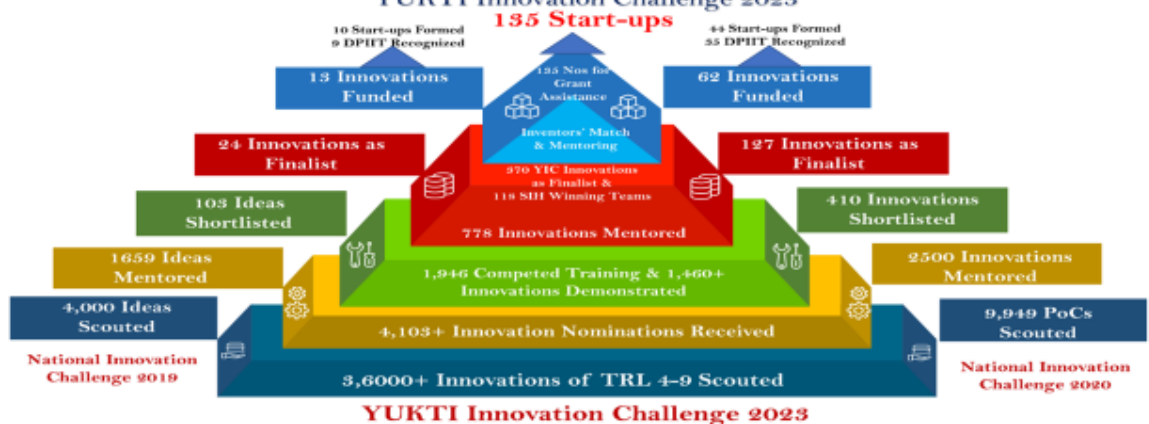 YUKTI Innovation Challenge 2023
135 Start-ups
10 Start-ups Formed
9 DPIIT Recognized
44 Start-ups Formed
35 DPIIT Recognized
13 Innovations
Funded
135 Nos for
Grant
Assistance
62 Innovations
Funded
Inventors' Match
& Mentoring
24 Innovations as
Finalist
370 YIC Innovations
as Finalist &
118 SIH Winning Teams
127 Innovations as
Finalist
103 Ideas
Shortlisted
778 Innovations Mentored
410 Innovations
Shortlisted
1659 Ideas
Mentored
1,946 Competed Training & 1,460+
Innovations Demonstrated
2500 Innovations
Mentored
4,000 Ideas
Scouted
4,103+ Innovation Nominations Received
9,949 PoCs
Scouted
National Innovation
Challenge 2019
3,6000+ Innovations of TRL 4-9 Scouted
National Innovation
Challenge 2020
YUKTI Innovation Challenge 2023